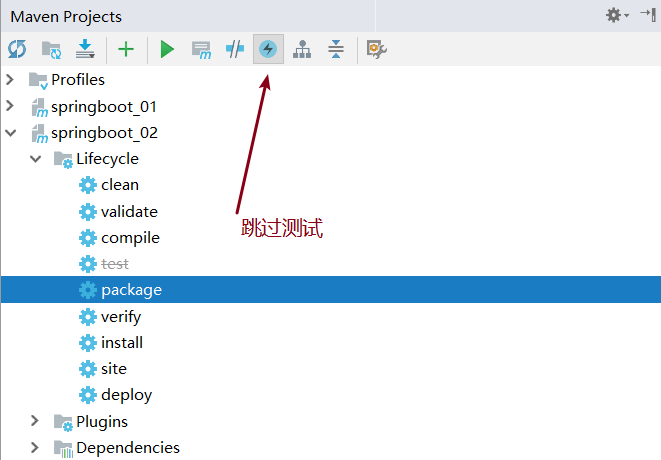 Maven Projects
Profiles
springboot_01
springboot_02
Lifecycle
clean
validate
compile
test
package
verify
install
site
deploy
Plugins
Dependencies
跳过测试